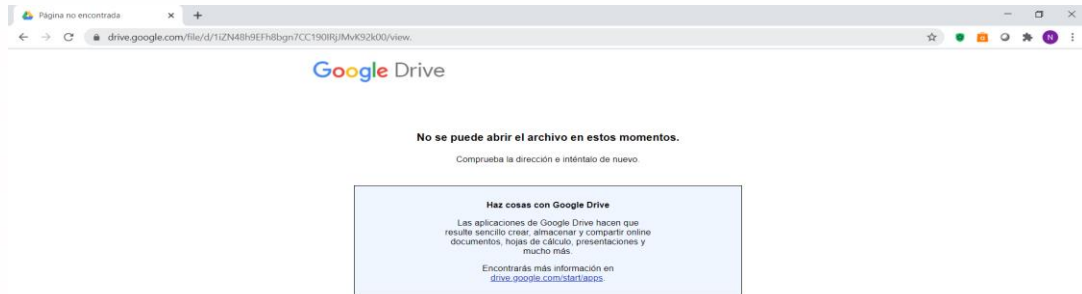 Página no encontrada
drive.google.com/file/d/1iZN48h9EFh8bgn7CC190IRjJMvK92k00/view.
N
Google Drive
No se puede abrir el archivo en estos momentos.
Comprueba la dirección e inténtalo de nuevo.
Haz cosas con Google Drive
Las aplicaciones de Google Drive hacen que
resulte sencillo crear, almacenar y compartir online
documentos, hojas de cálculo, presentaciones y
mucho más.
Encontrarás más información en
drive.google.com/start/apps.